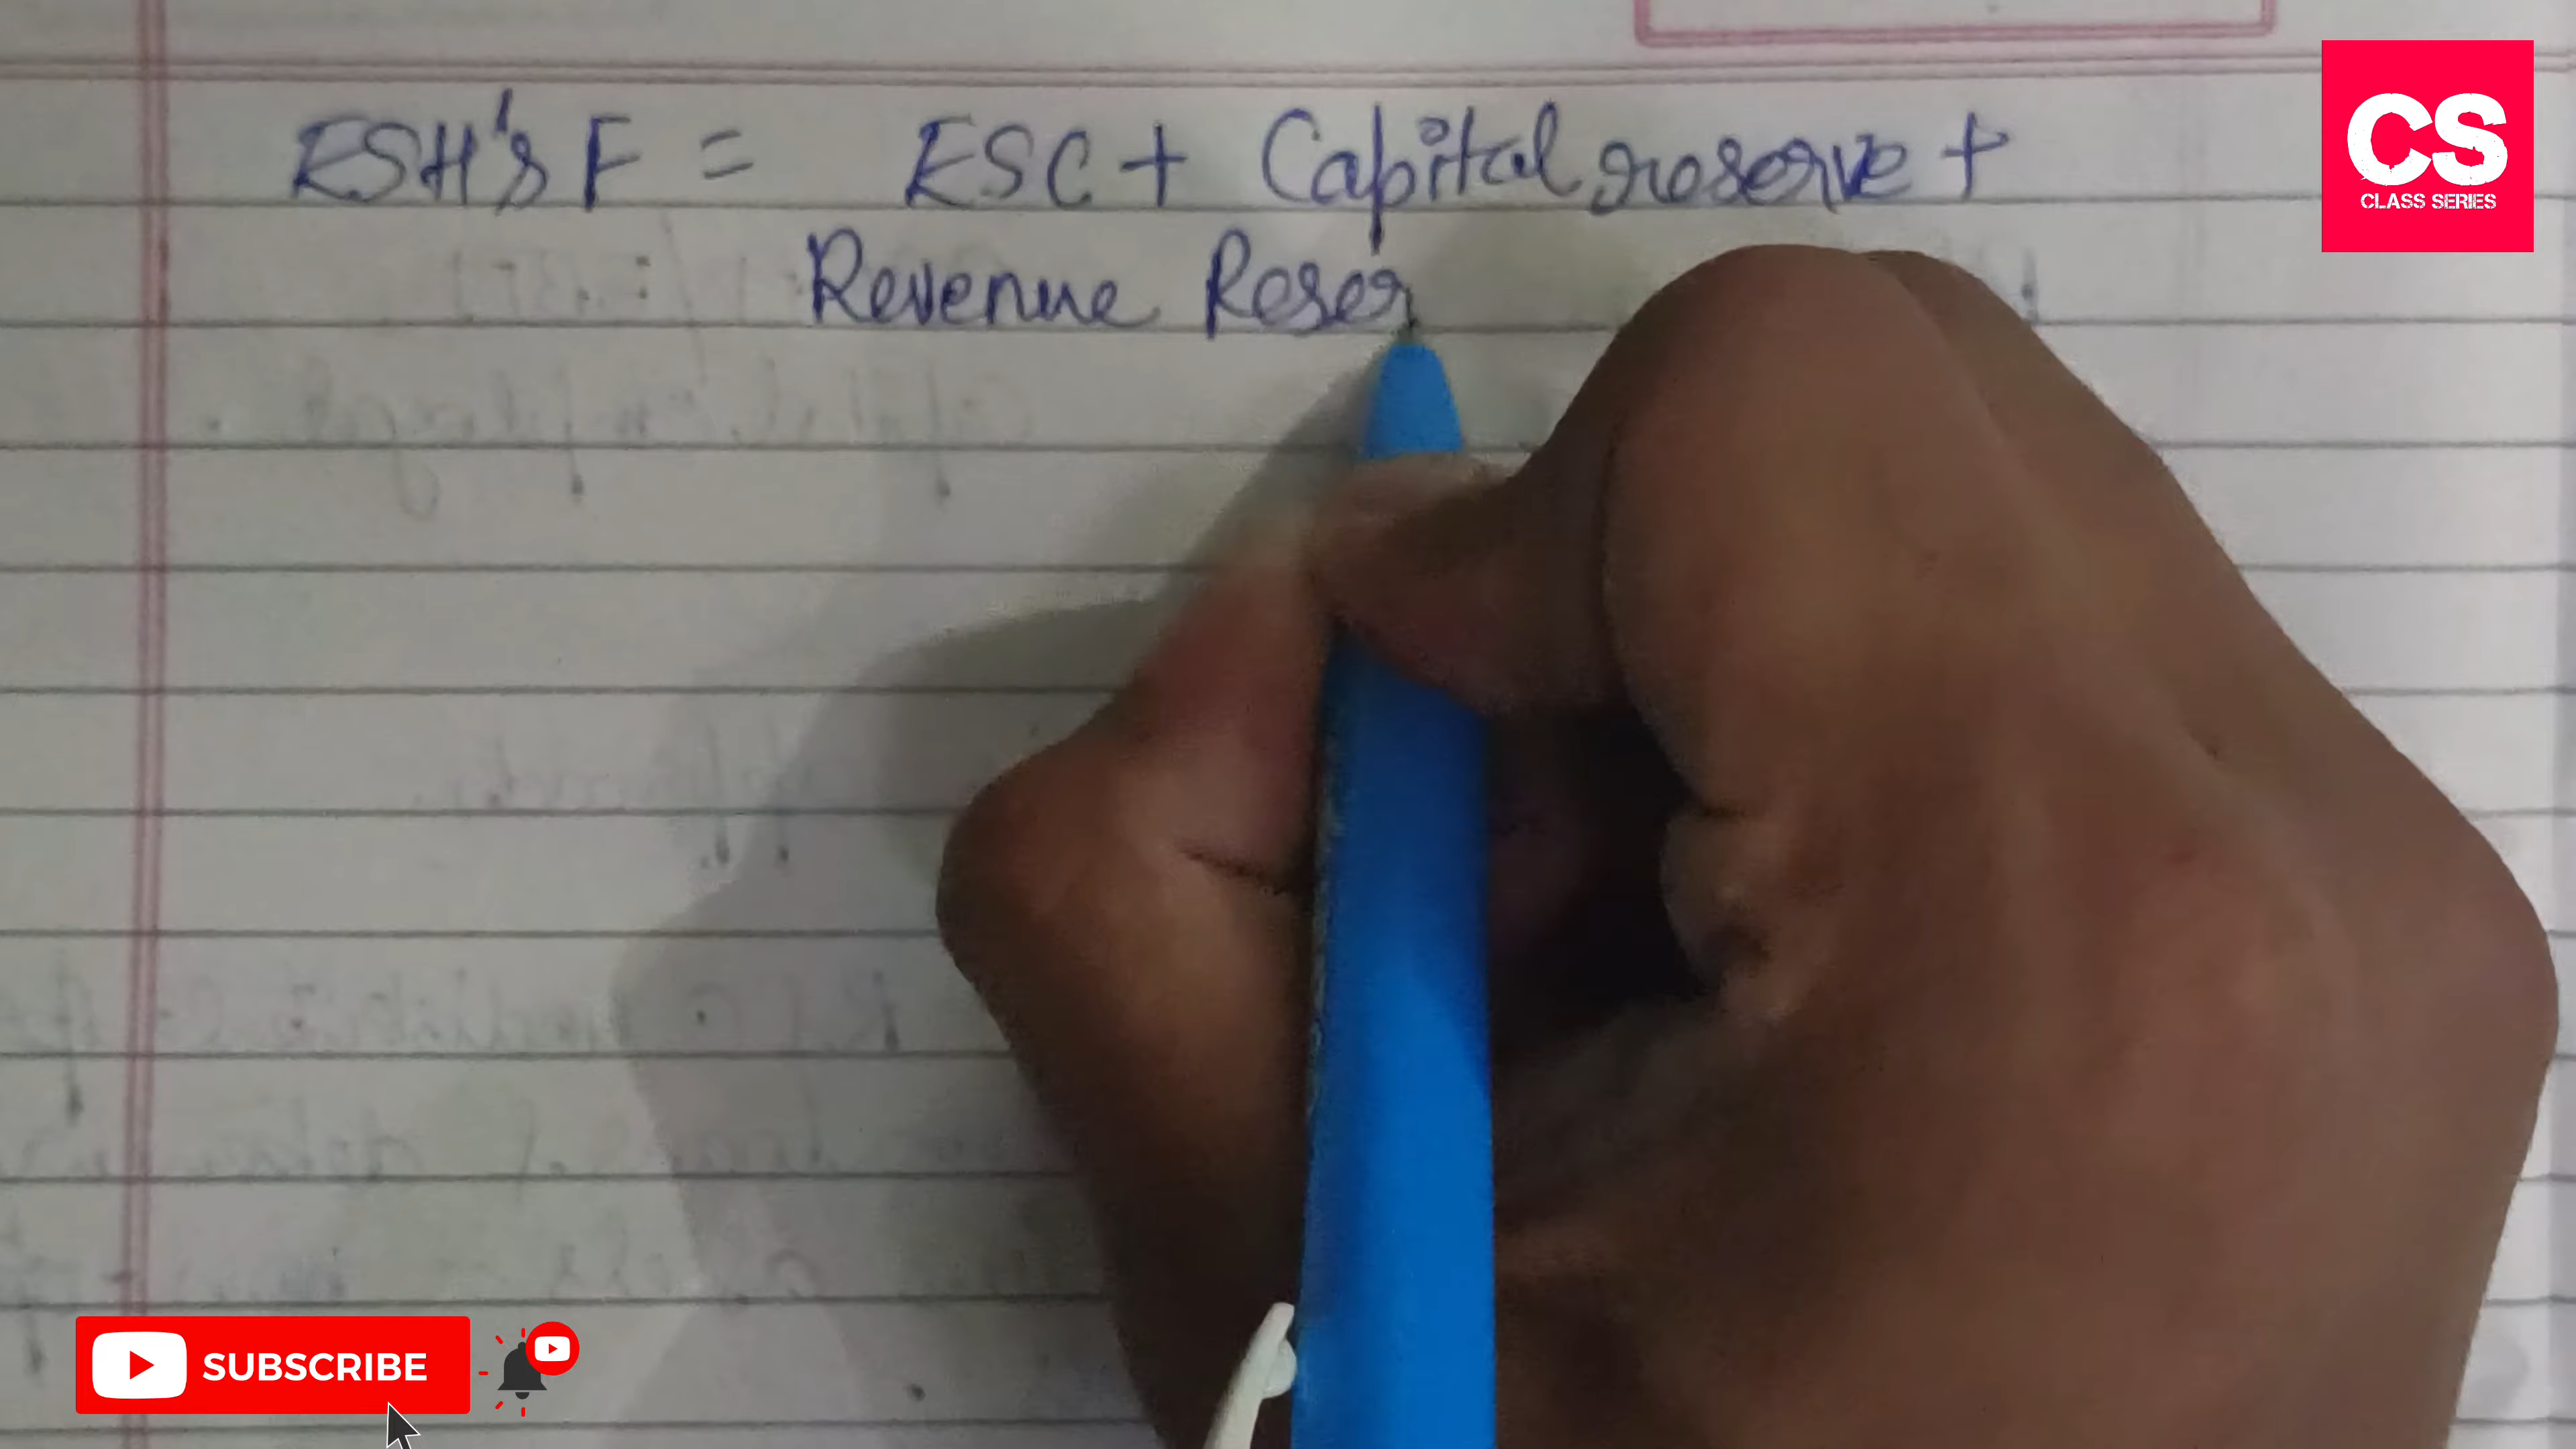 ESH's F = ESC + Capital reserve +
Revenue Reser
CS
CLASS SERIES
SUBSCRIBE